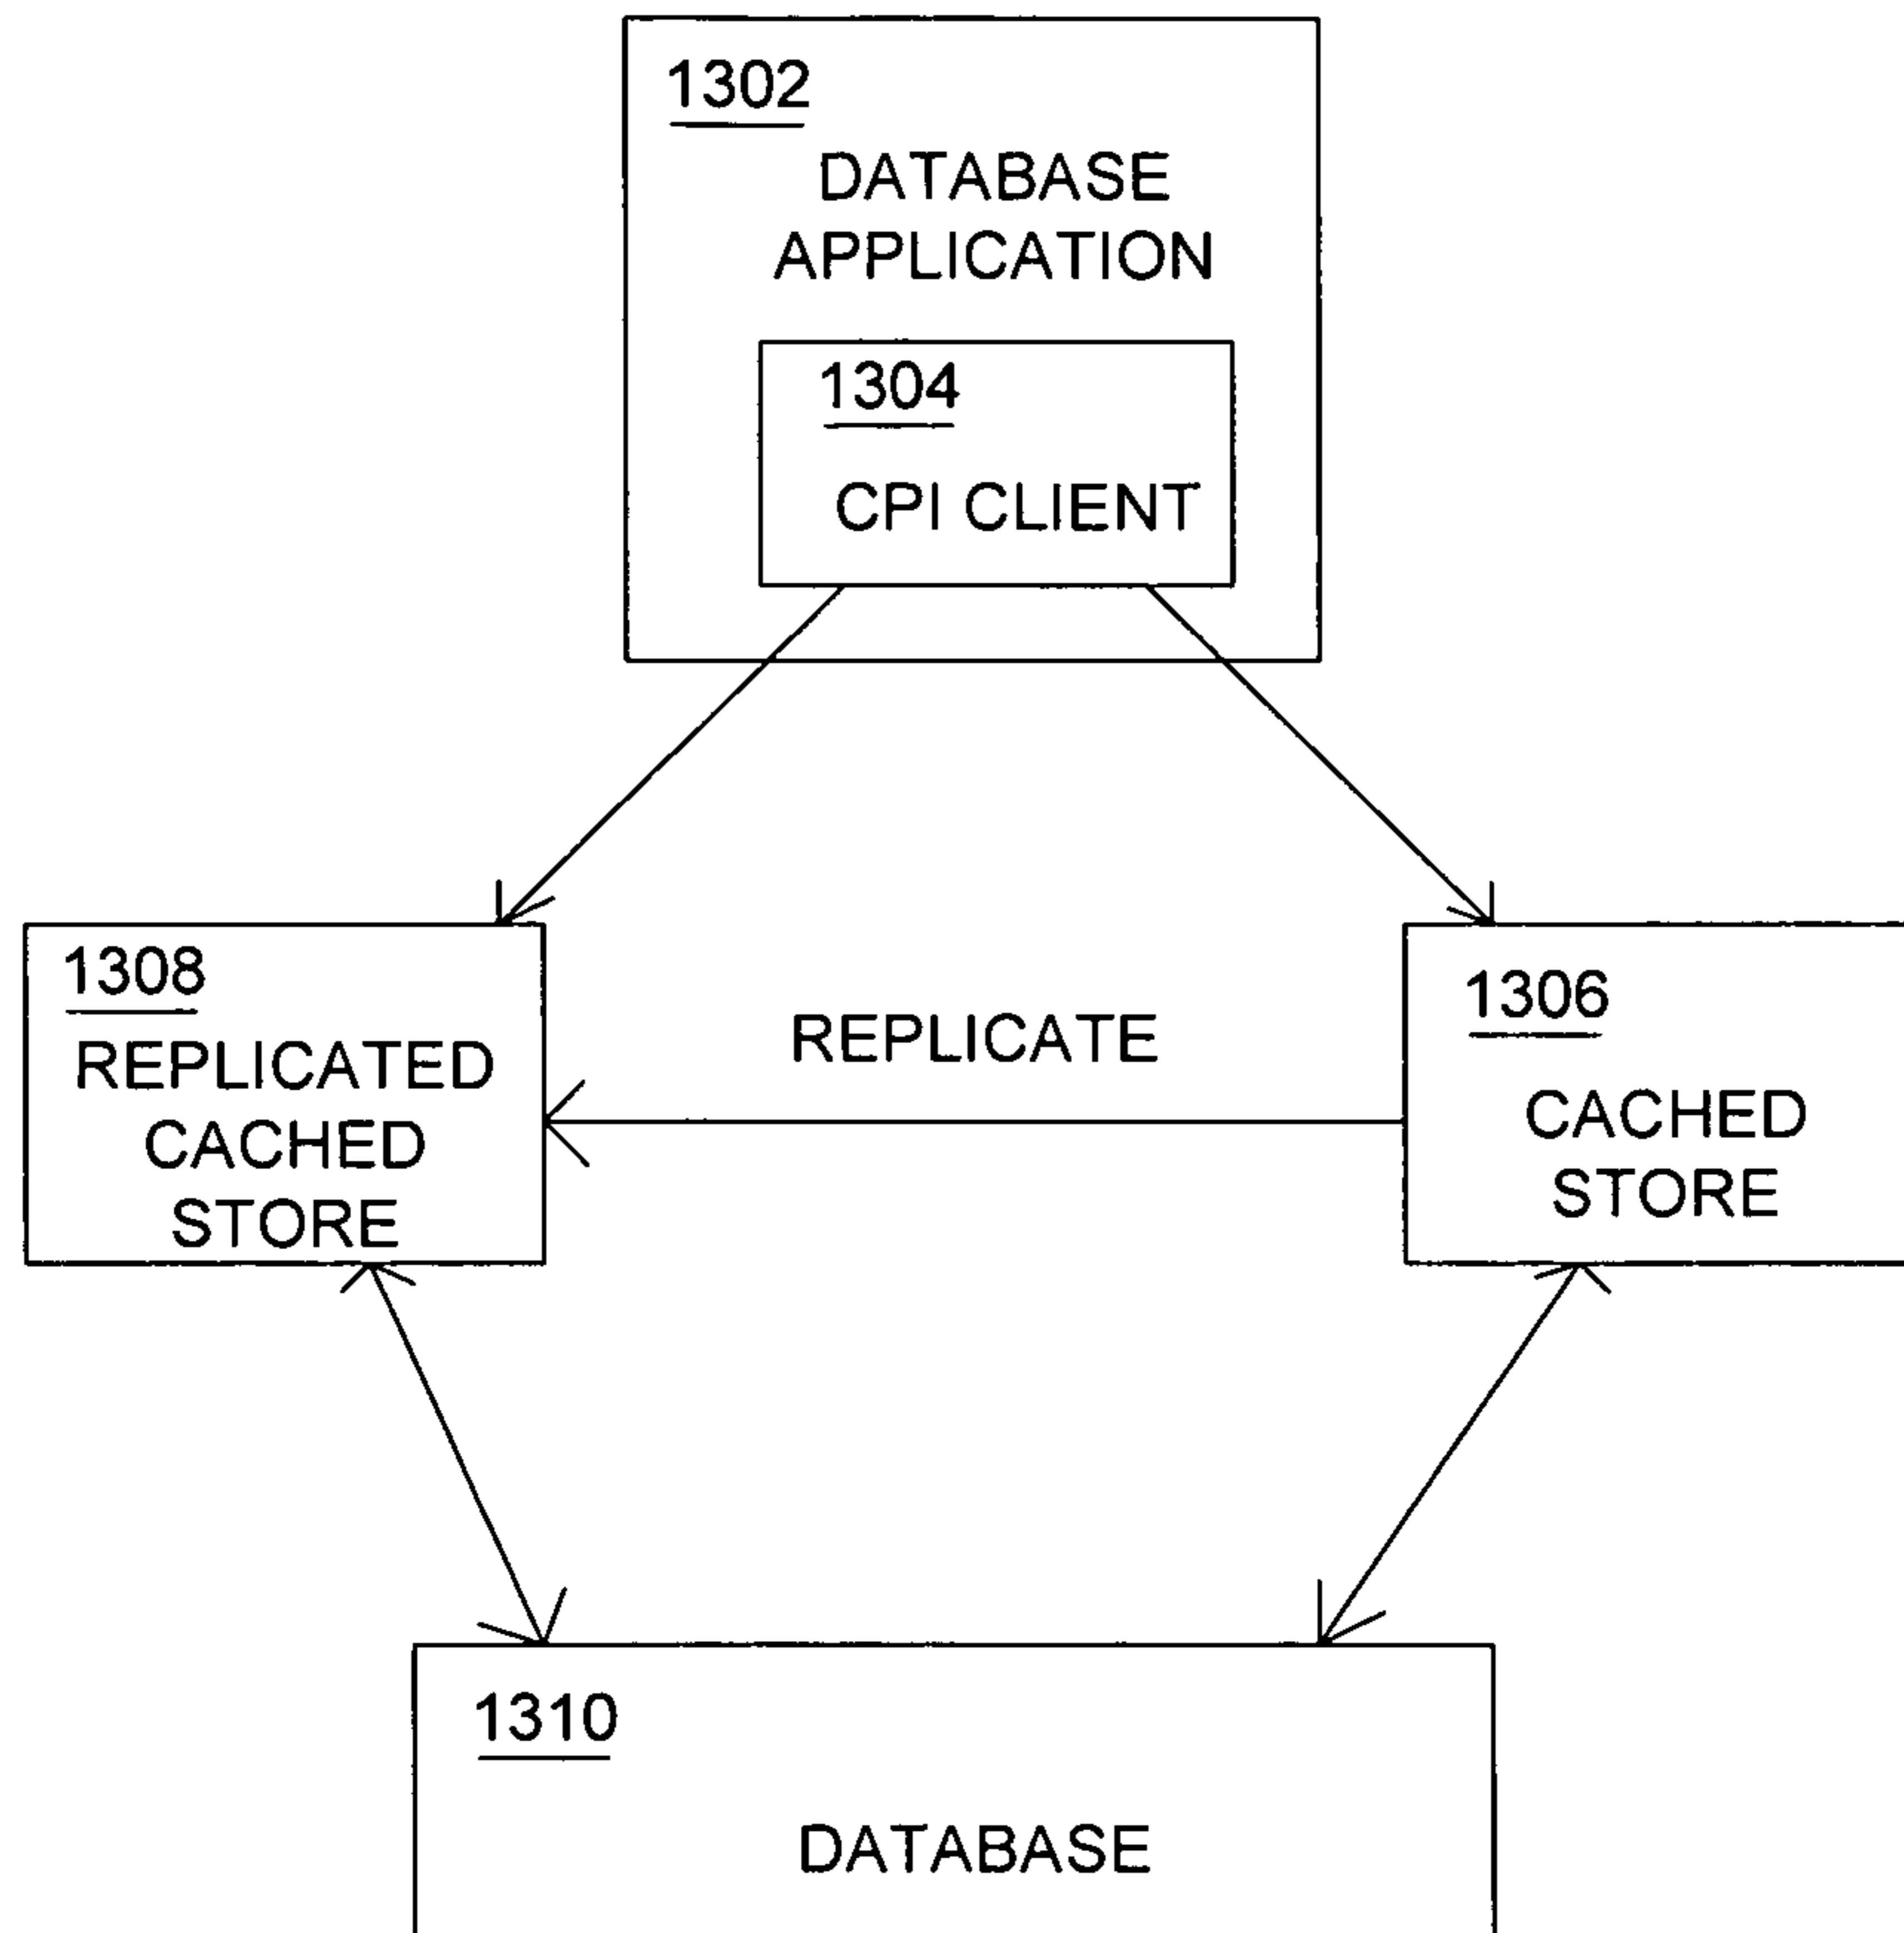 1302
DATABASE
APPLICATION
1304
CPI CLIENT
1308
REPLICATED
CACHED
STORE
REPLICATE
1306
CACHED
STORE
1310
DATABASE